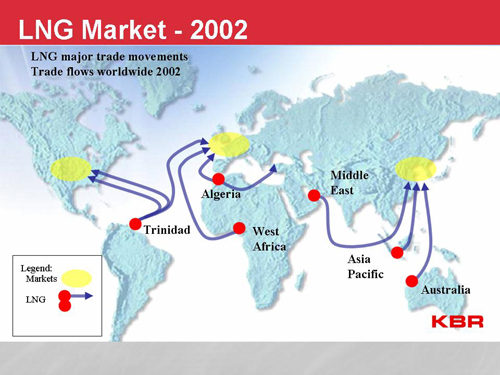 LNG Market - 2002
LNG major trade movements
Trade flows worldwide 2002
Middle
East
Algeria
Trinidad
West
Africa
Asia
Pacific
Australia
Legend:
Markets
LNG
KBR